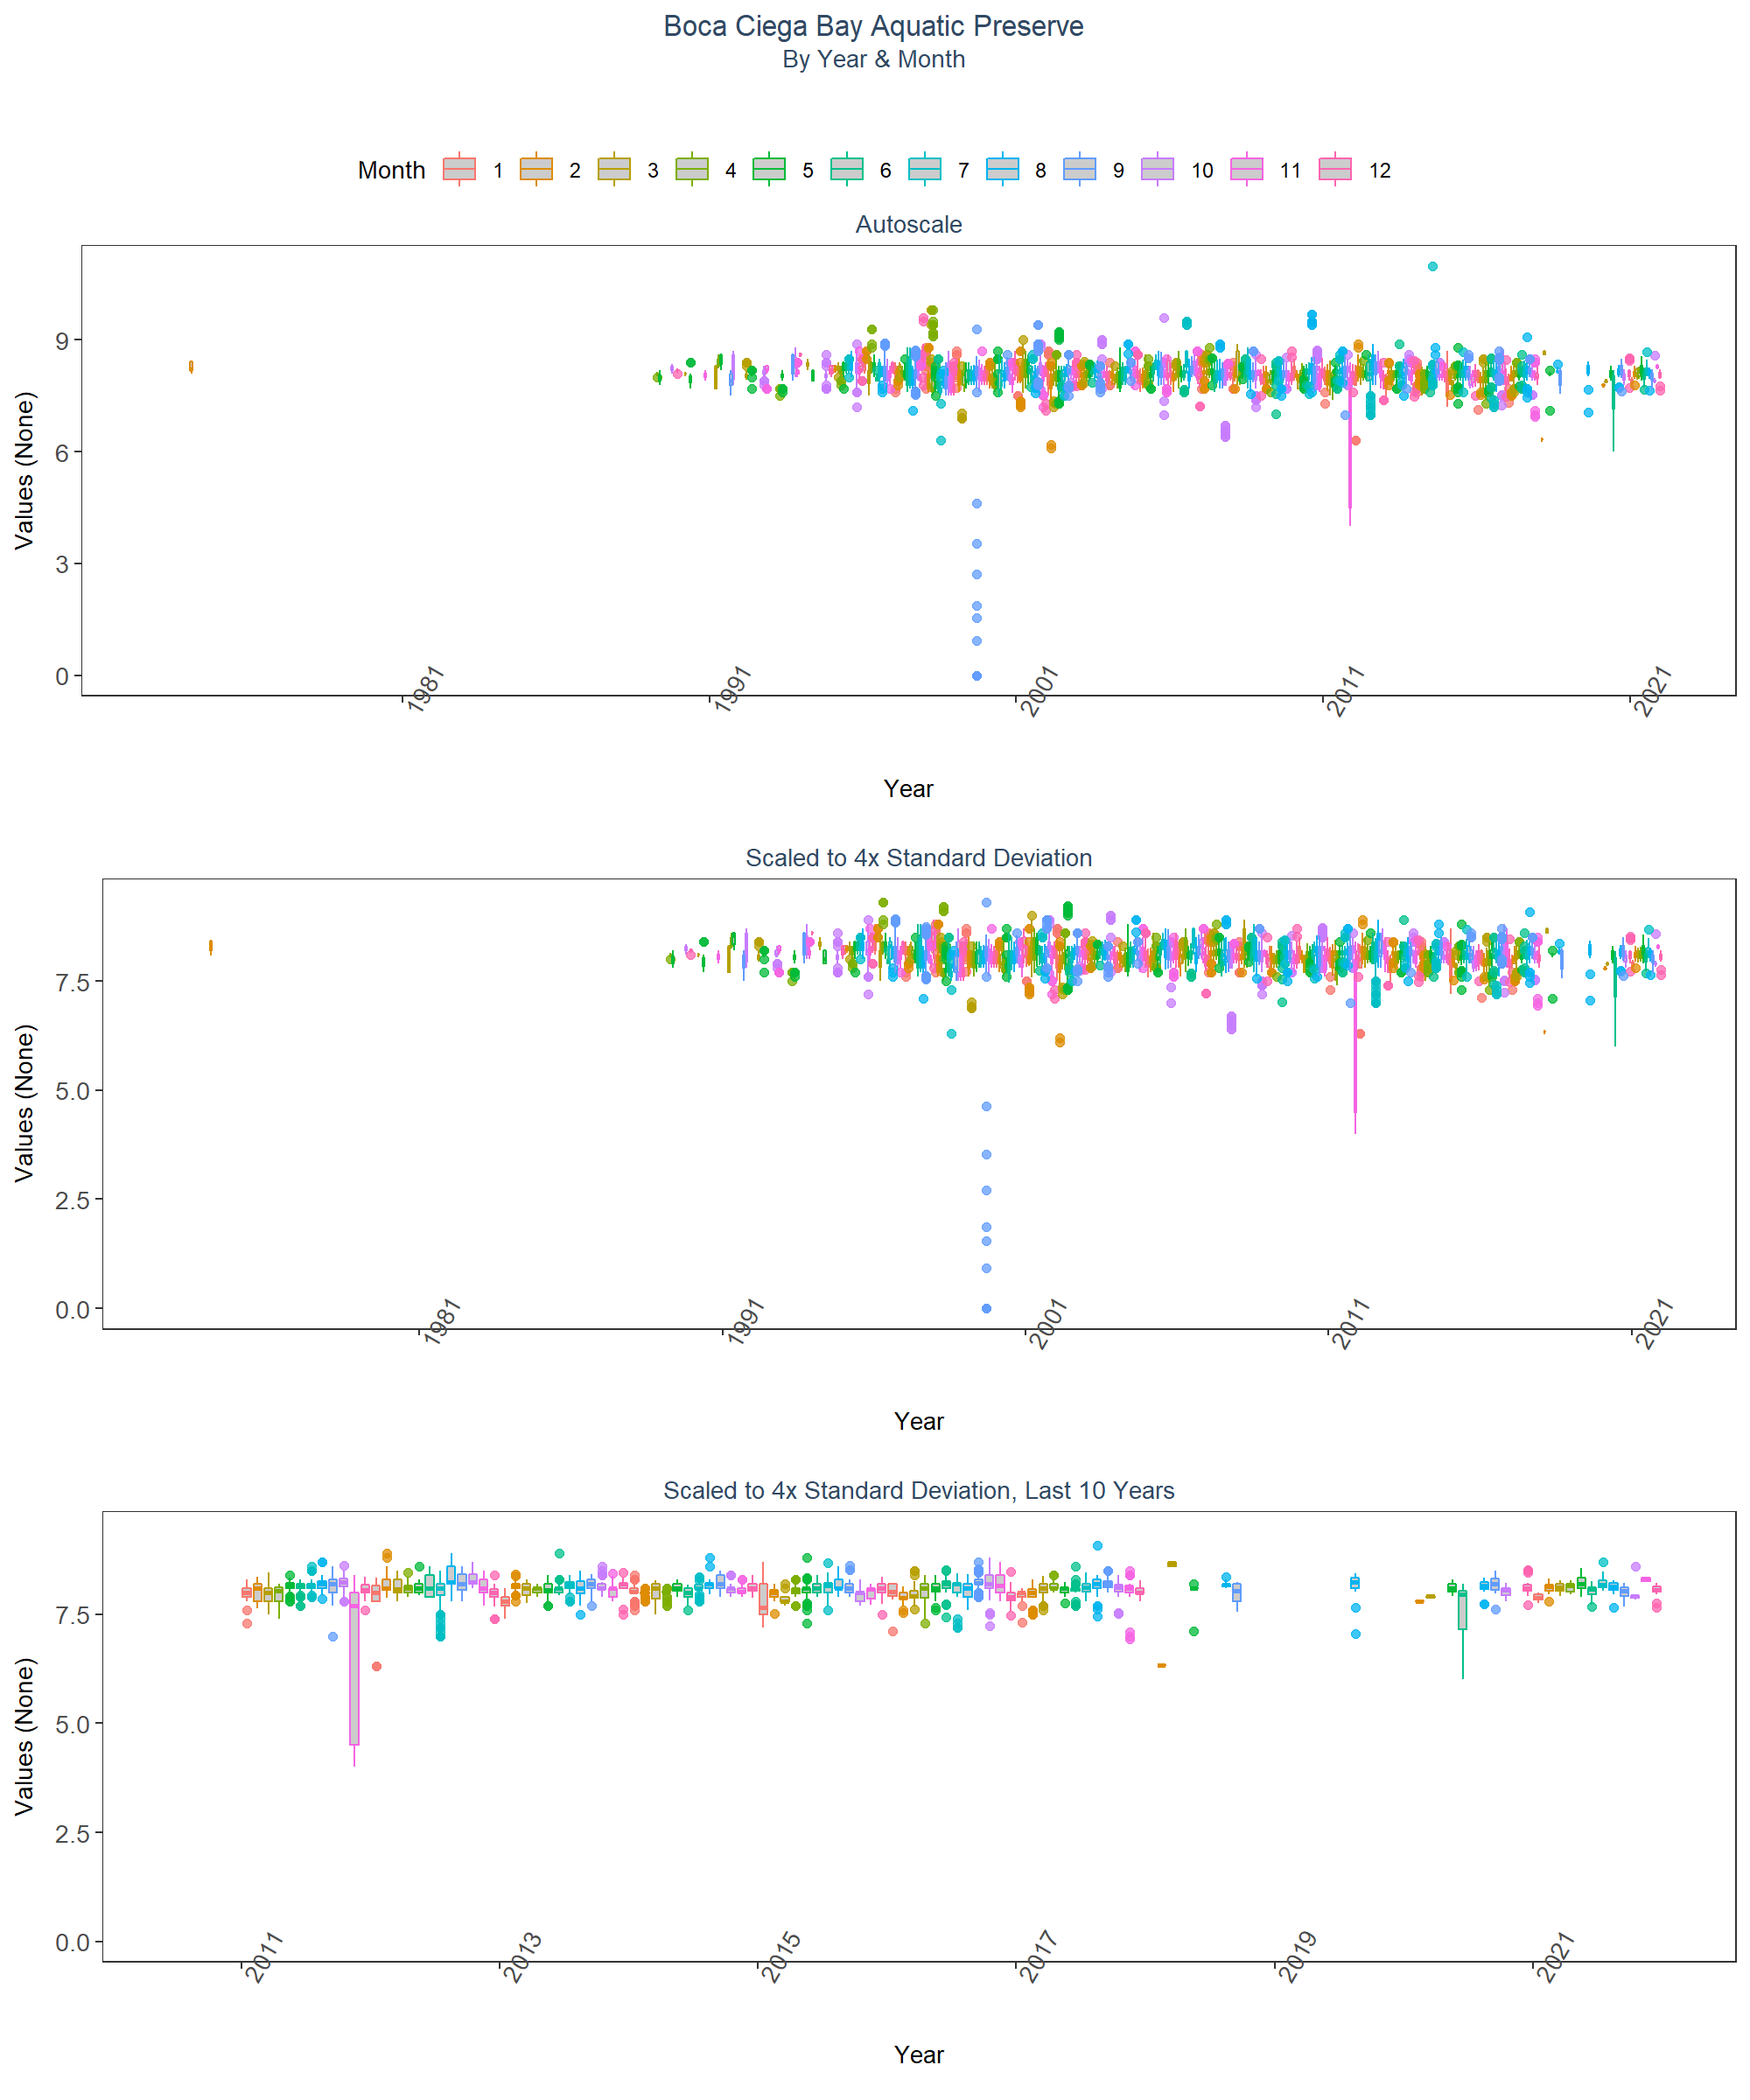 Boca Ciega Bay Aquatic Preserve
By Year & Month
Month 1 2 3 4 5 6 7 8 9 10 11 12
Autoscale
Values (None)
9
6
3
0
1981 1991 2001 2011 2021
Year
Scaled to 4x Standard Deviation
Values (None)
7.5
5.0
2.5
0.0
1981 1991 2001 2011 2021
Year
Scaled to 4x Standard Deviation, Last 10 Years
Values (None)
7.5
5.0
2.5
0.0
2011 2013 2015 2017 2019 2021
Year